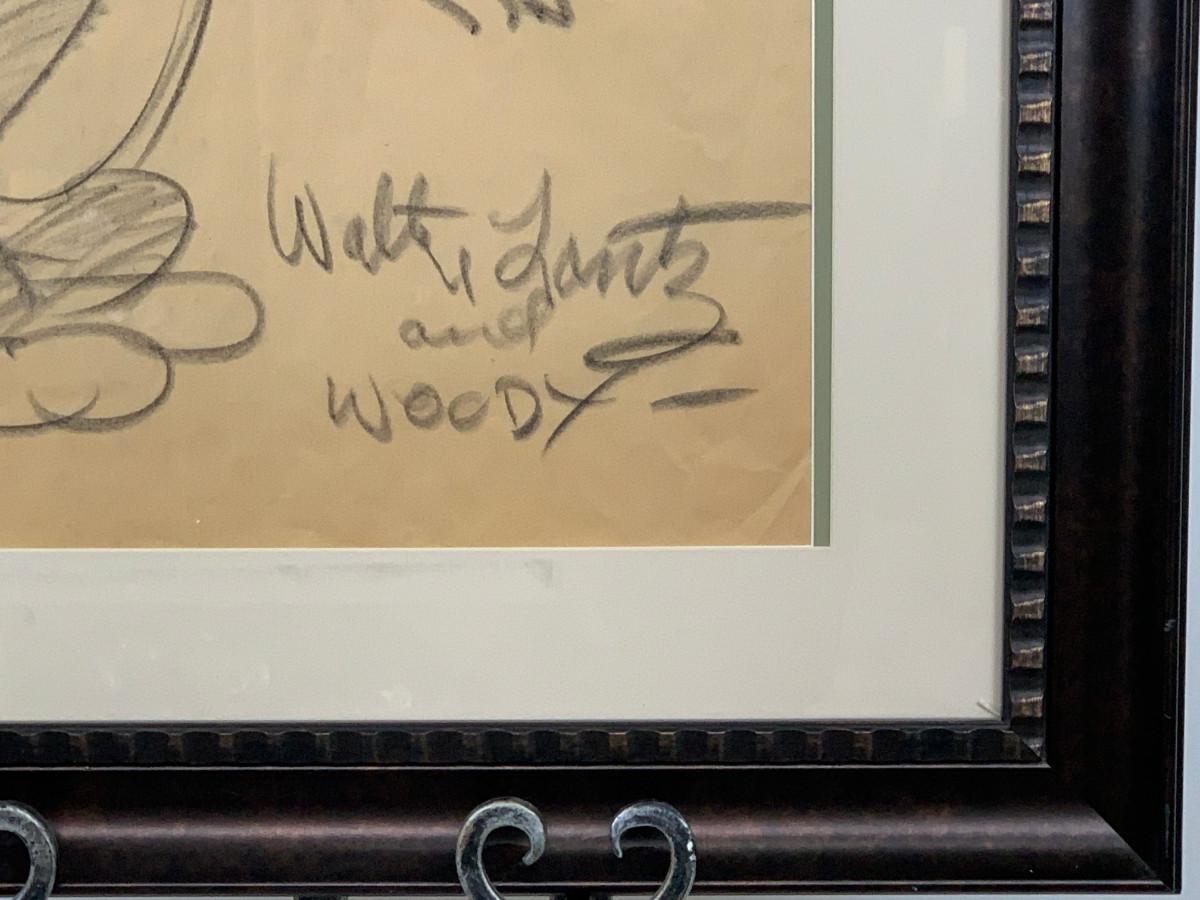 Walter Lantz
and
WOODY —